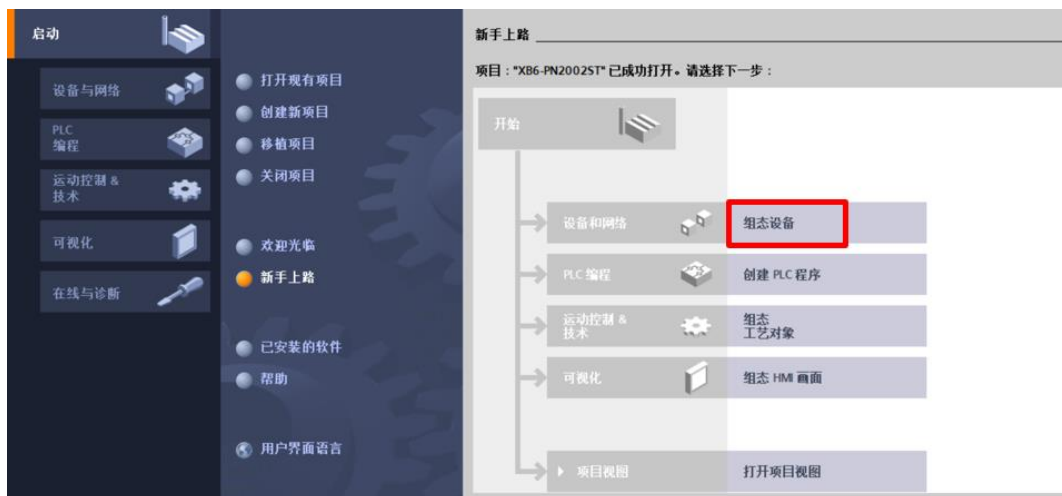 启动
设备与网络
PLC
编程
运动控制 &
技术
可视化
在线与诊断
打开现有项目
创建新项目
移植项目
关闭项目
欢迎光临
新手上路
已安装的软件
帮助
用户界面语言
新手上路
项目："XB6-PN2002ST" 已成功打开。请选择下一步：
开始
设备和网络
组态设备
PLC 编程
创建 PLC 程序
运动控制 &
技术
组态
工艺对象
可视化
组态 HMI 画面
项目视图
打开项目视图